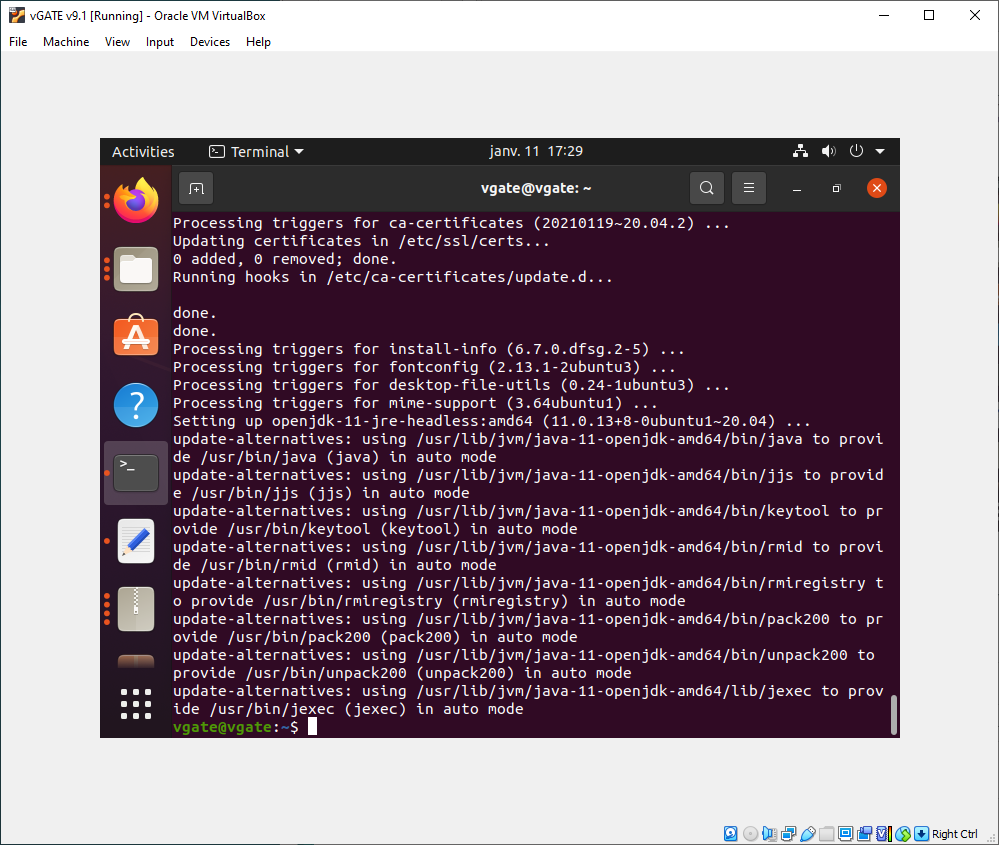 vGATE v9.1 [Running] - Oracle VM VirtualBox
File Machine View Input Devices Help
Activities Terminal janv. 11 17:29
vgate@vgate: ~
Processing triggers for ca-certificates (20210119~20.04.2) ...
Updating certificates in /etc/ssl/certs...
0 added, 0 removed; done.
Running hooks in /etc/ca-certificates/update.d...
done.
done.
Processing triggers for install-info (6.7.0.dfsg.2-5) ...
Processing triggers for fontconfig (2.13.1-2ubuntu3) ...
Processing triggers for desktop-file-utils (0.24-1ubuntu3) ...
Processing triggers for mime-support (3.64ubuntu1) ...
Setting up openjdk-11-jre-headless:amd64 (11.0.13+8-0ubuntu1~20.04) ...
update-alternatives: using /usr/lib/jvm/java-11-openjdk-amd64/bin/java to provi
de /usr/bin/java (java) in auto mode
update-alternatives: using /usr/lib/jvm/java-11-openjdk-amd64/bin/jjs to provid
e /usr/bin/jjs (jjs) in auto mode
update-alternatives: using /usr/lib/jvm/java-11-openjdk-amd64/bin/keytool to pr
ovide /usr/bin/keytool (keytool) in auto mode
update-alternatives: using /usr/lib/jvm/java-11-openjdk-amd64/bin/rmid to provi
de /usr/bin/rmid (rmid) in auto mode
update-alternatives: using /usr/lib/jvm/java-11-openjdk-amd64/bin/rmiregistry t
o provide /usr/bin/rmiregistry (rmiregistry) in auto mode
update-alternatives: using /usr/lib/jvm/java-11-openjdk-amd64/bin/pack200 to pr
ovide /usr/bin/pack200 (pack200) in auto mode
update-alternatives: using /usr/lib/jvm/java-11-openjdk-amd64/bin/unpack200 to
provide /usr/bin/unpack200 (unpack200) in auto mode
update-alternatives: using /usr/lib/jvm/java-11-openjdk-amd64/lib/jexec to prov
ide /usr/bin/jexec (jexec) in auto mode
vgate@vgate:~$
Right Ctrl